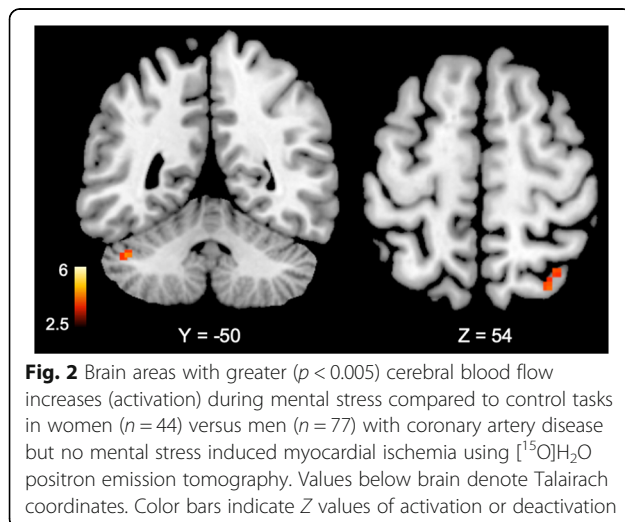 6
2.5
Y = -50
Z = 54
Fig. 2 Brain areas with greater (p < 0.005) cerebral blood flow
increases (activation) during mental stress compared to control tasks
in women (n = 44) versus men (n = 77) with coronary artery disease
but no mental stress induced myocardial ischemia using [¹⁵O]H₂O
positron emission tomography. Values below brain denote Talairach
coordinates. Color bars indicate Z values of activation or deactivation